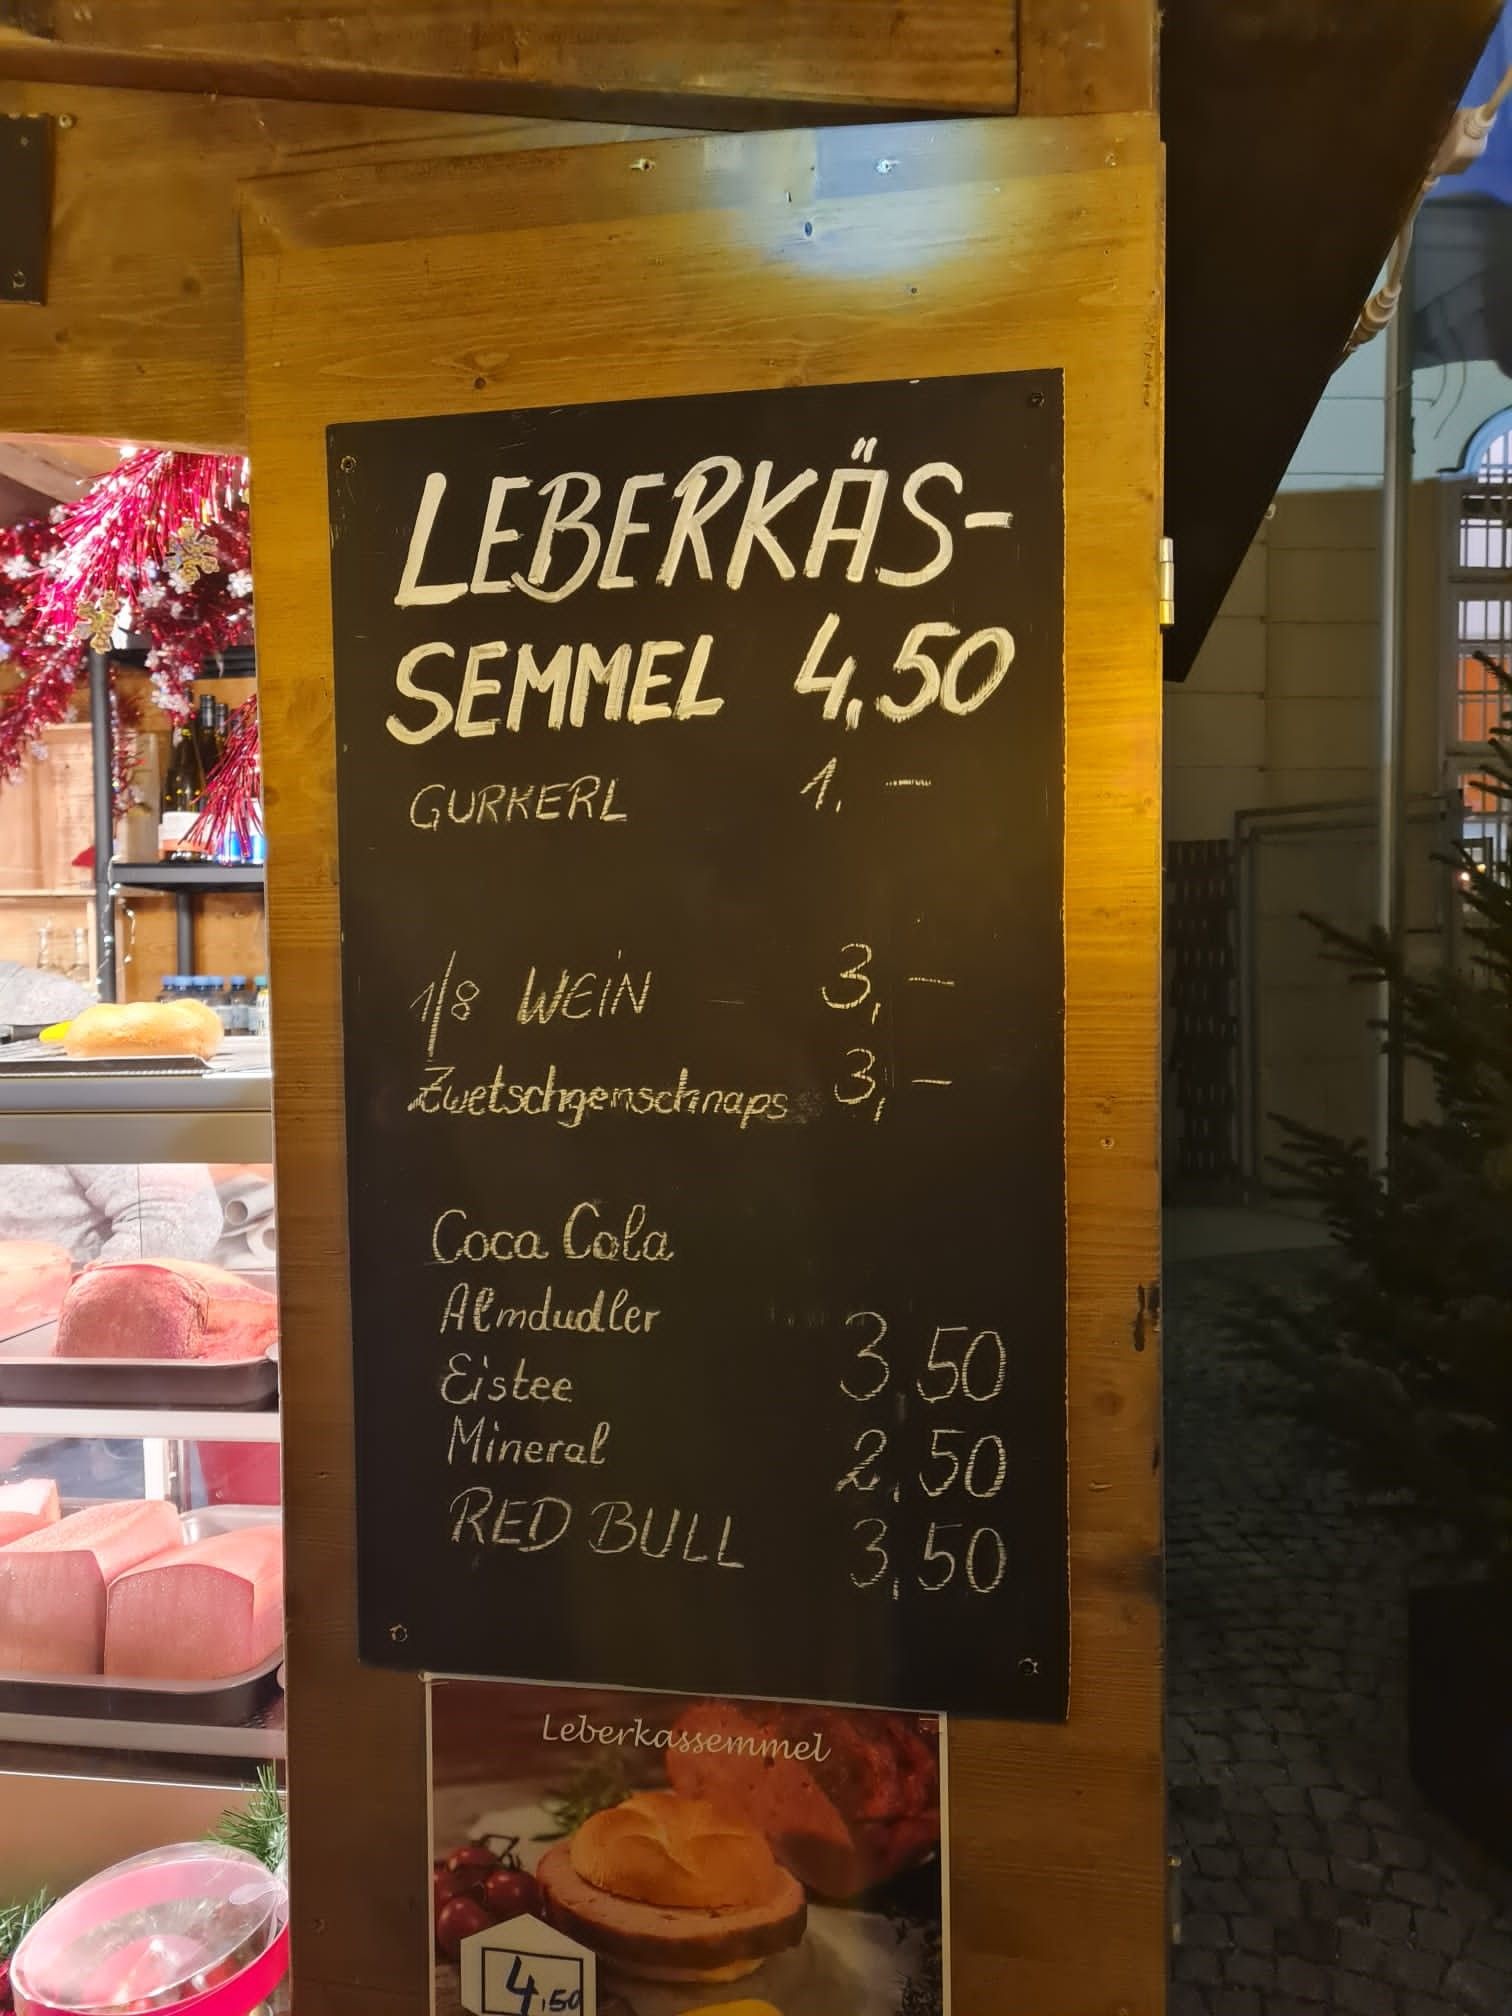 LEBERKÄS-
SEMMEL 4,50
GURKERL 1. —
1/8 WEIN — 3,—
Zwetschgenschnaps 3,—
Coca Cola
Almdudler
Eistee 3,50
Mineral 2,50
RED BULL 3,50
Leberkassemmel
4,50